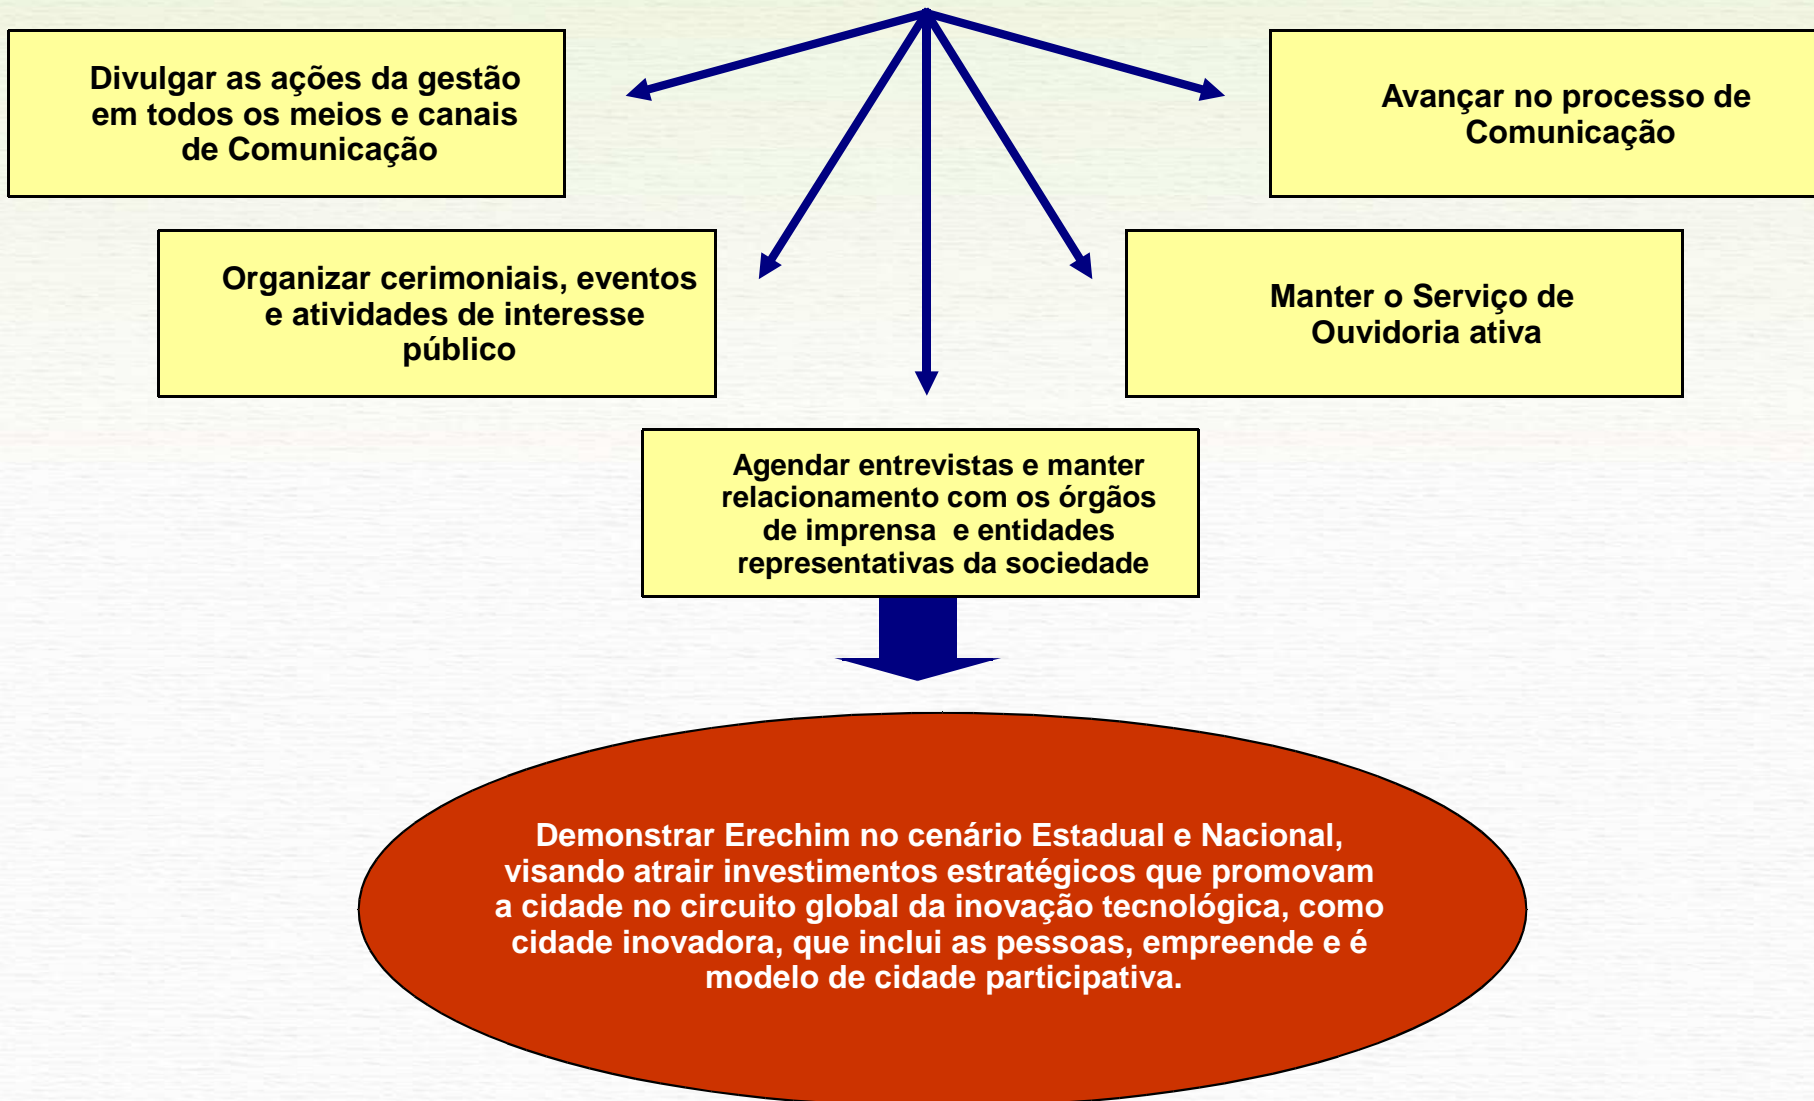 Divulgar as ações da gestão
em todos os meios e canais
de Comunicação
Avançar no processo de
Comunicação
Organizar cerimoniais, eventos
e atividades de interesse
público
Manter o Serviço de
Ouvidoria ativa
Agendar entrevistas e manter
relacionamento com os órgãos
de imprensa  e entidades
representativas da sociedade
Demonstrar Erechim no cenário Estadual e Nacional,
visando atrair investimentos estratégicos que promovam
a cidade no circuito global da inovação tecnológica, como
cidade inovadora, que inclui as pessoas, empreende e é
modelo de cidade participativa.